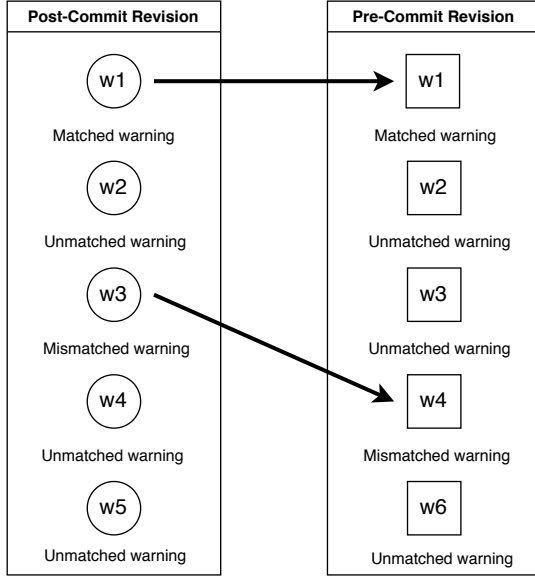 Post-Commit Revision
w1
Matched warning
w2
Unmatched warning
w3
Mismatched warning
w4
Unmatched warning
w5
Unmatched warning
Pre-Commit Revision
w1
Matched warning
w2
Unmatched warning
w3
Unmatched warning
w4
Mismatched warning
w6
Unmatched warning